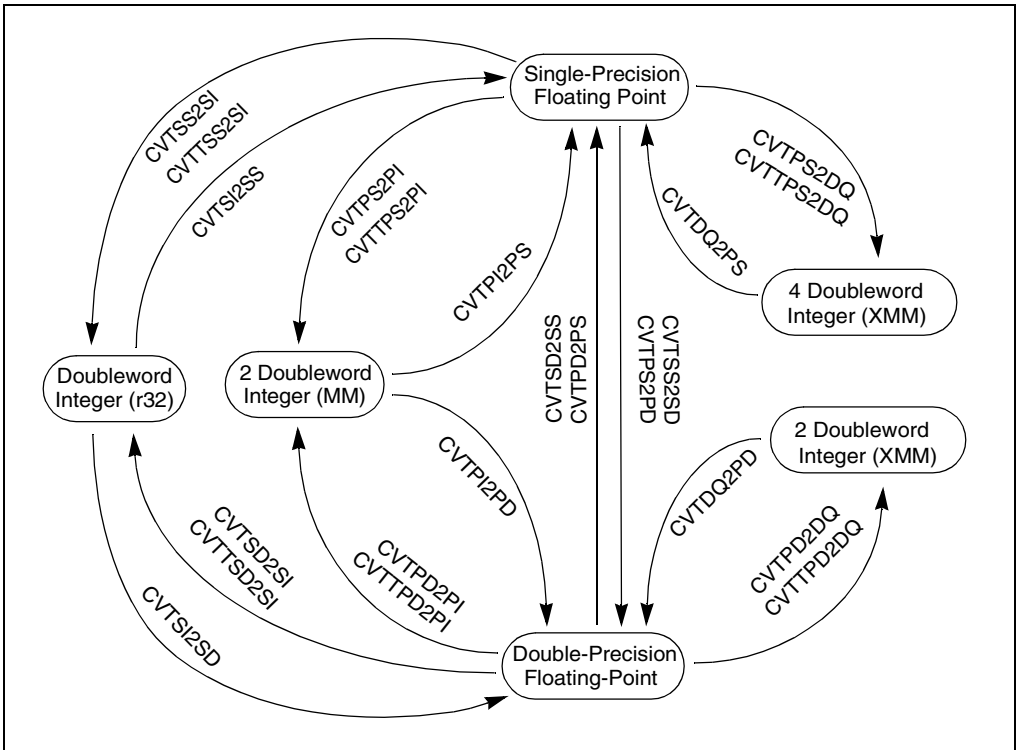 Single-Precision
Floating Point
CVTSS2SI
CVTTSS2SI
CVTSI2SS
CVTPS2PI
CVTTPS2PI
CVTPI2PS
CVTPS2DQ
CVTTPS2DQ
CVTDQ2PS
4 Doubleword
Integer (XMM)
CVTSD2SS
CVTPD2PS
CVTSS2SD
CVTPS2PD
Doubleword
Integer (r32)
2 Doubleword
Integer (MM)
2 Doubleword
Integer (XMM)
CVTPI2PD
CVTDQ2PD
CVTSD2SI
CVTTSD2SI
CVTPD2PI
CVTTPD2PI
CVTPD2DQ
CVTTPD2DQ
CVTSI2SD
Double-Precision
Floating-Point